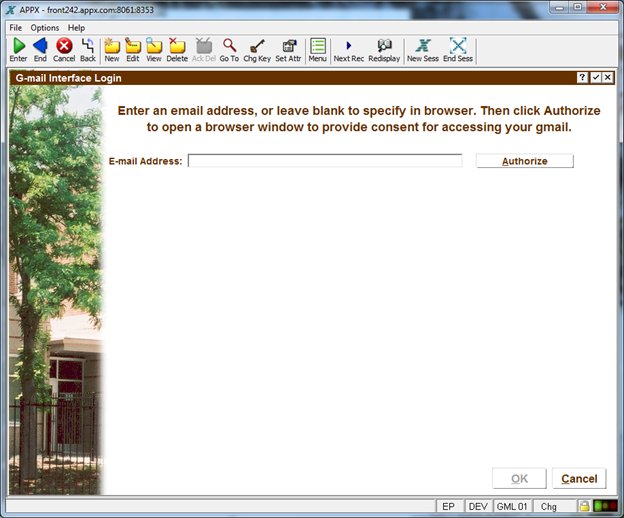 APPX - front242.appx.com:8061:8353
File Options Help
Enter End Cancel Back New Edit View Delete Ack Del Go To Chg Key Set Attr Menu Next Rec Redisplay New Sess End Sess
G-mail Interface Login ?
Enter an email address, or leave blank to specify in browser. Then click Authorize
to open a browser window to provide consent for accessing your gmail.
E-mail Address: Authorize
OK Cancel
EP DEV GML 01 Chg